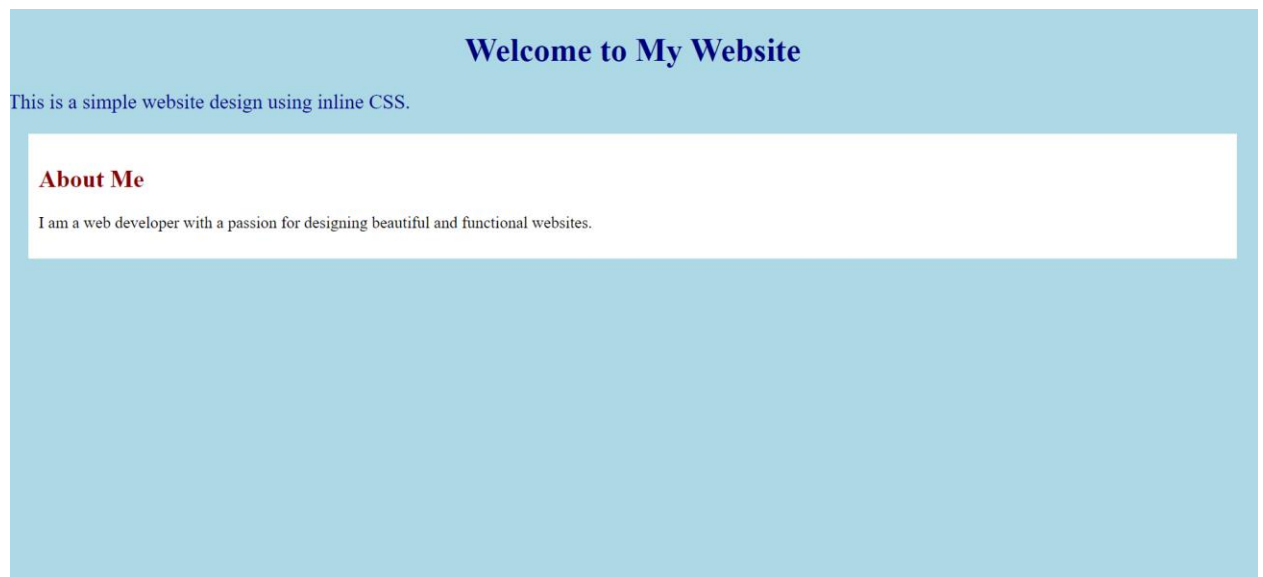 Welcome to My Website
This is a simple website design using inline CSS.
About Me
I am a web developer with a passion for designing beautiful and functional websites.